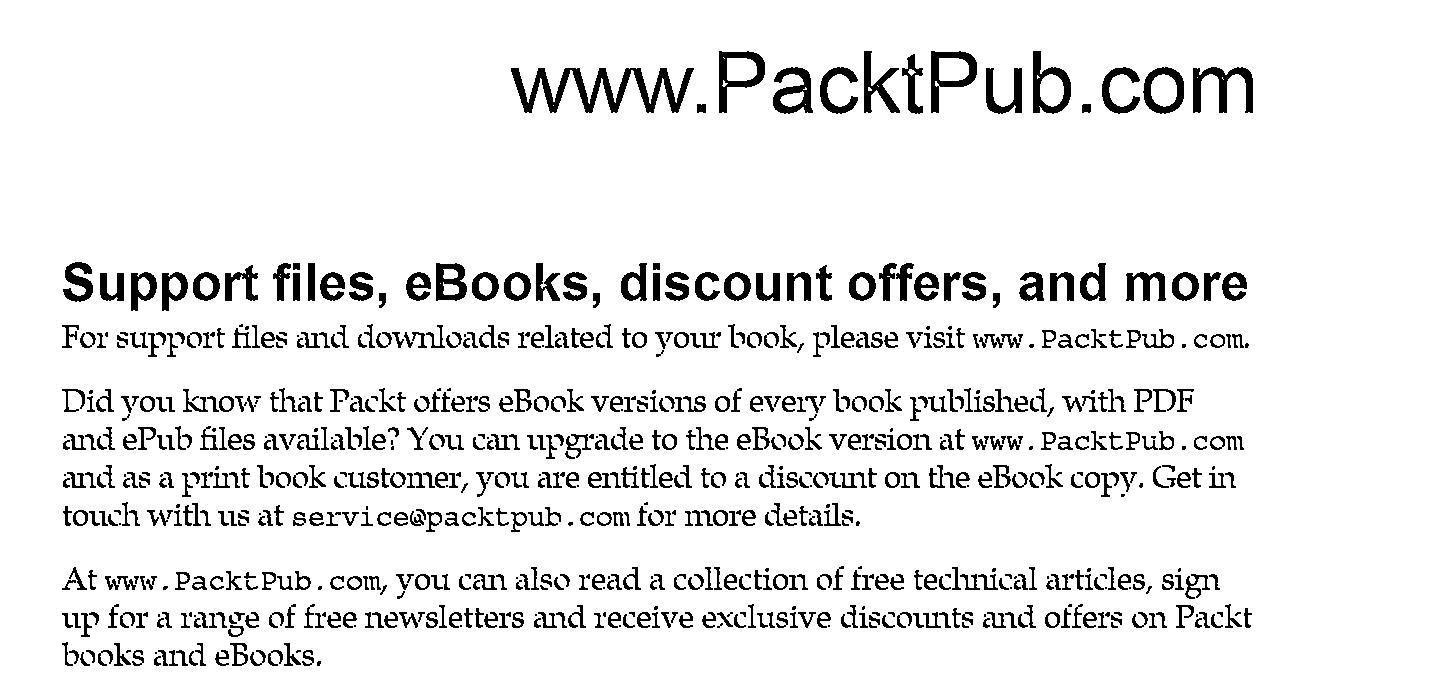 www.PacktPub.com
Support files, eBooks, discount offers, and more
For support files and downloads related to your book, please visit www.PacktPub.com.
Did you know that Packt offers eBook versions of every book published, with PDF
and ePub files available? You can upgrade to the eBook version at www.PacktPub.com
and as a print book customer, you are entitled to a discount on the eBook copy. Get in
touch with us at service@packtpub.com for more details.
At www.PacktPub.com, you can also read a collection of free technical articles, sign
up for a range of free newsletters and receive exclusive discounts and offers on Packt
books and eBooks.